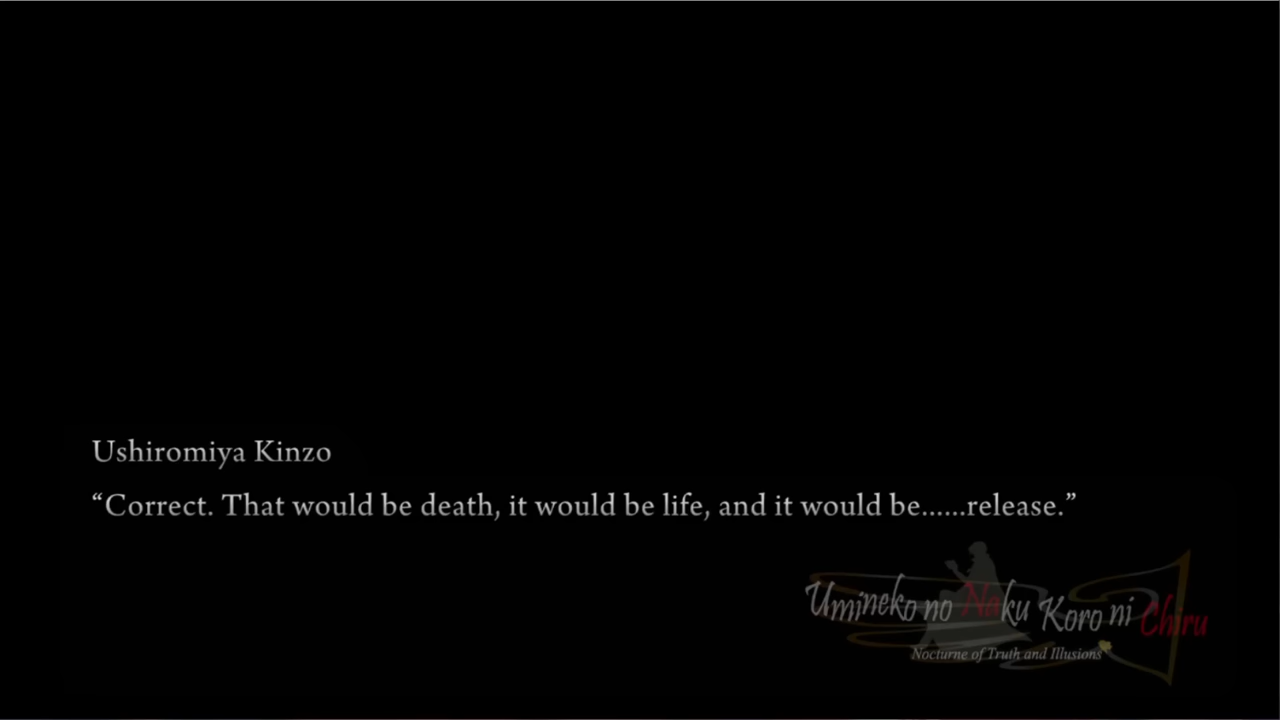 Ushiromiya Kinzo
“Correct. That would be death, it would be life, and it would be......release.”
Umineko no Naku Koro ni Chiru
Nocturne of Truth and Illusions